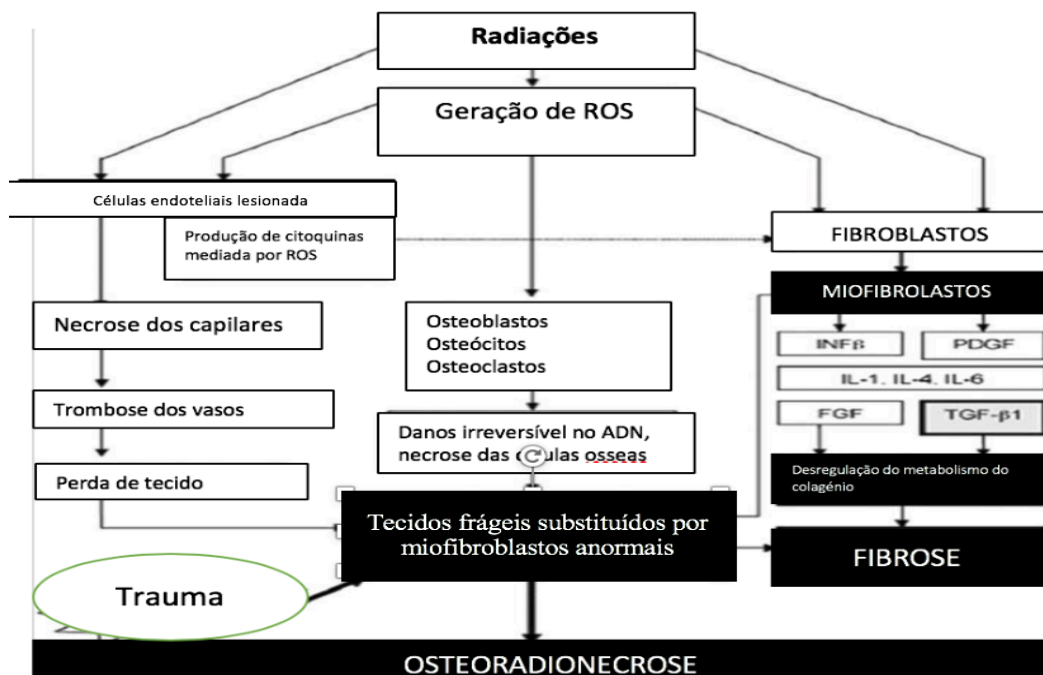 Radiações
Geração de ROS
Células endoteliais lesionada
Produção de citoquinas
mediada por ROS
FIBROBLASTOS
MIOFIBROLASTOS
Necrose dos capilares
Osteoblastos
Osteócitos
Osteoclastos
INFβ
PDGF
IL-1, IL-4, IL-6
FGF
TGF-β1
Trombose dos vasos
Danos irreversível no ADN,
necrose das osseas
Perda de tecido
Desregulação do metabolismo do
colagénio
Tecidos frágeis substituídos por
miofibroblastos anormais
FIBROSE
Trauma
OSTEORADIONECROSE